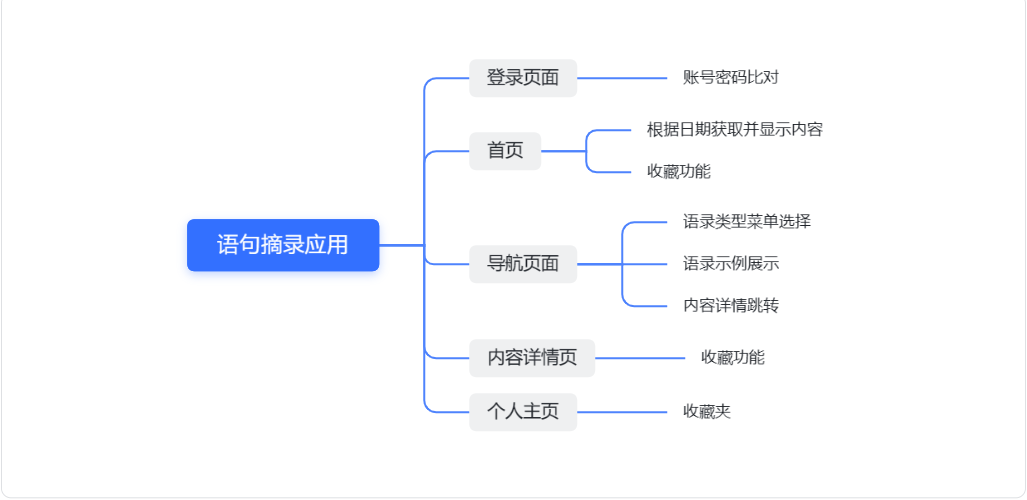 语句摘录应用
登录页面
账号密码比对
首页
根据日期获取并显示内容
收藏功能
导航页面
语录类型菜单选择
语录示例展示
内容详情跳转
内容详情页
收藏功能
个人主页
收藏夹